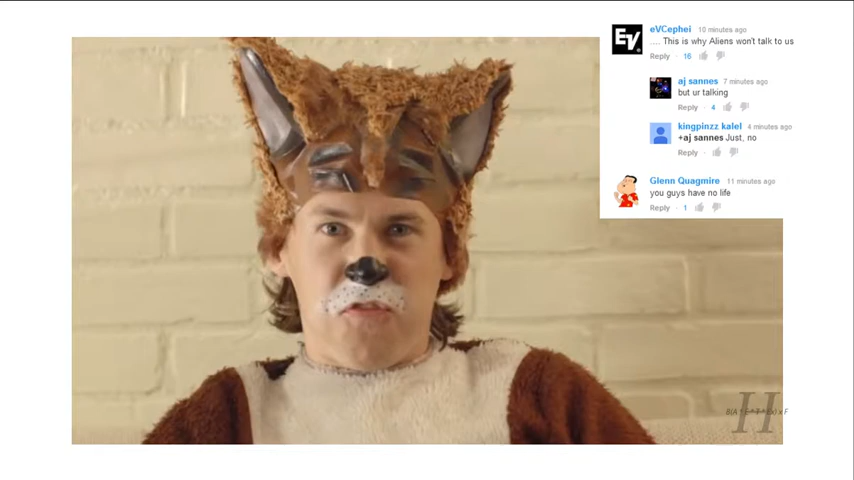 EV
eVCephei 10 minutes ago
.... This is why Aliens won't talk to us
Reply · 16
aj sannes 7 minutes ago
but ur talking
Reply · 4
kingpinzz kalel 4 minutes ago
+aj sannes Just, no
Reply ·
Glenn Quagmire 11 minutes ago
you guys have no life
Reply · 1
H